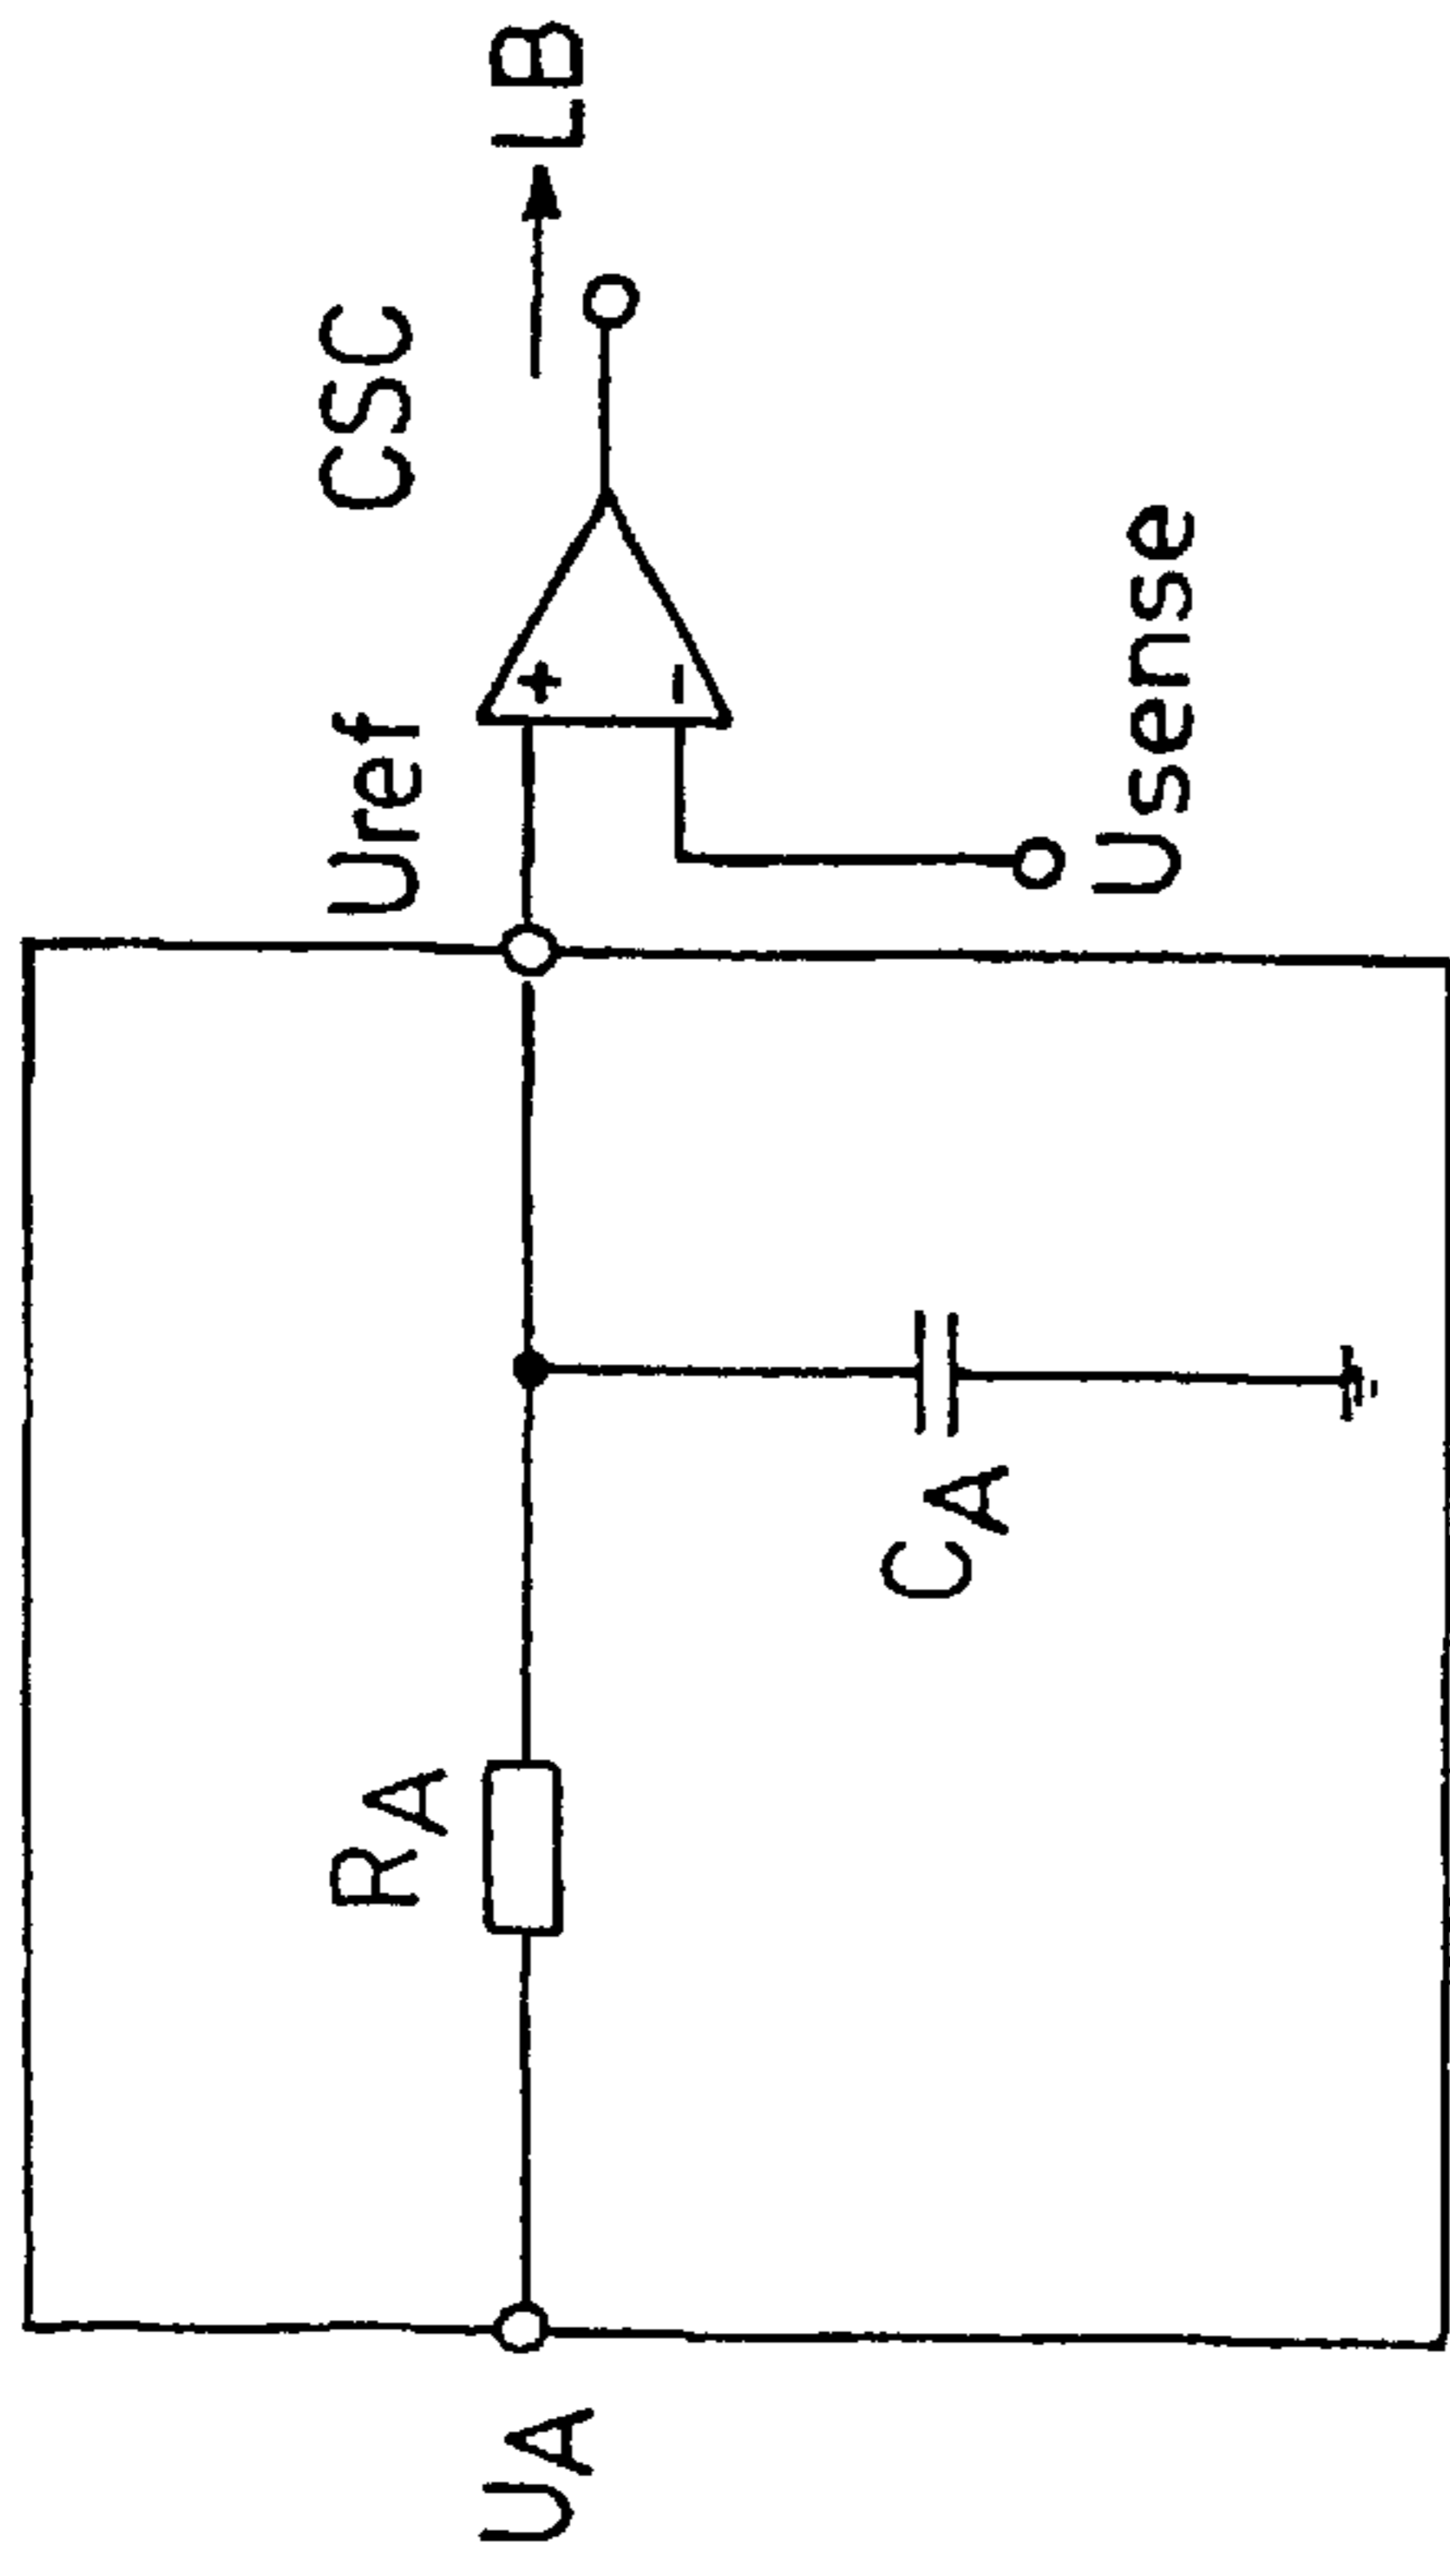 UA
RA
CA
Uref
+
-
Usense
CSC
LB